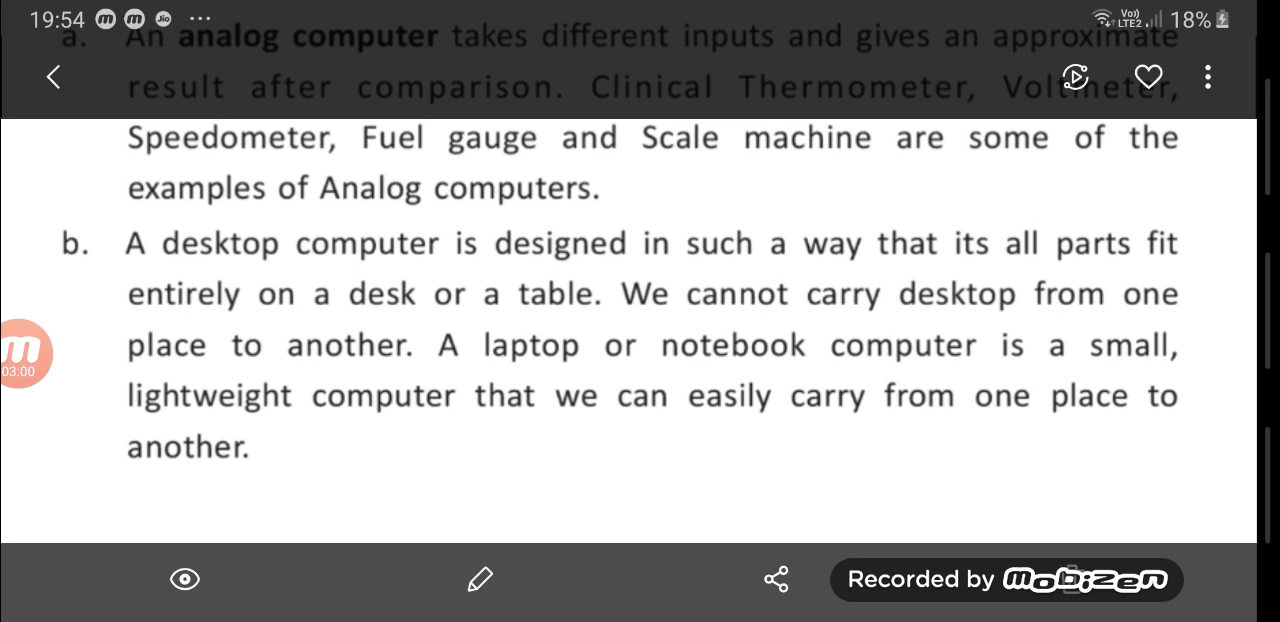 19:54 m m Jio ... Vo)) LTE2 18%
a. An analog computer takes different inputs and gives an approximate
result after comparison. Clinical Thermometer, Voltmeter,
Speedometer, Fuel gauge and Scale machine are some of the
examples of Analog computers.
b. A desktop computer is designed in such a way that its all parts fit
entirely on a desk or a table. We cannot carry desktop from one
place to another. A laptop or notebook computer is a small,
m
03:00
lightweight computer that we can easily carry from one place to
another.
Recorded by mobizen